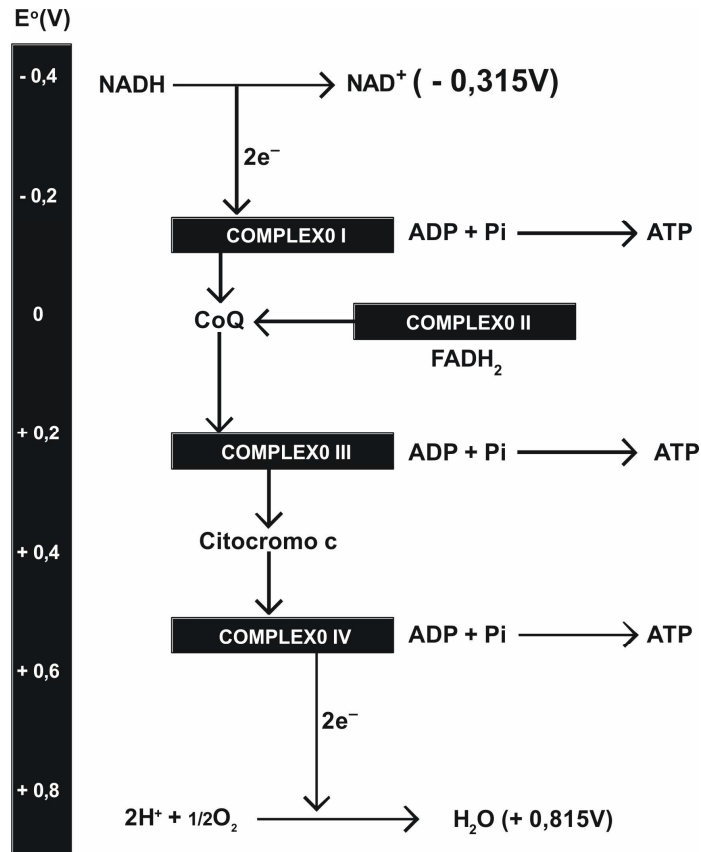 Eº(V)
- 0,4
NADH NAD⁺ ( - 0,315V)
2e⁻
- 0,2
COMPLEX0 I ADP + Pi ATP
0
CoQ COMPLEX0 II
FADH₂
+ 0,2
COMPLEX0 III ADP + Pi ATP
Citocromo c
+ 0,4
COMPLEX0 IV ADP + Pi ATP
+ 0,6
2e⁻
+ 0,8
2H⁺ + 1/2O₂ H₂O (+ 0,815V)